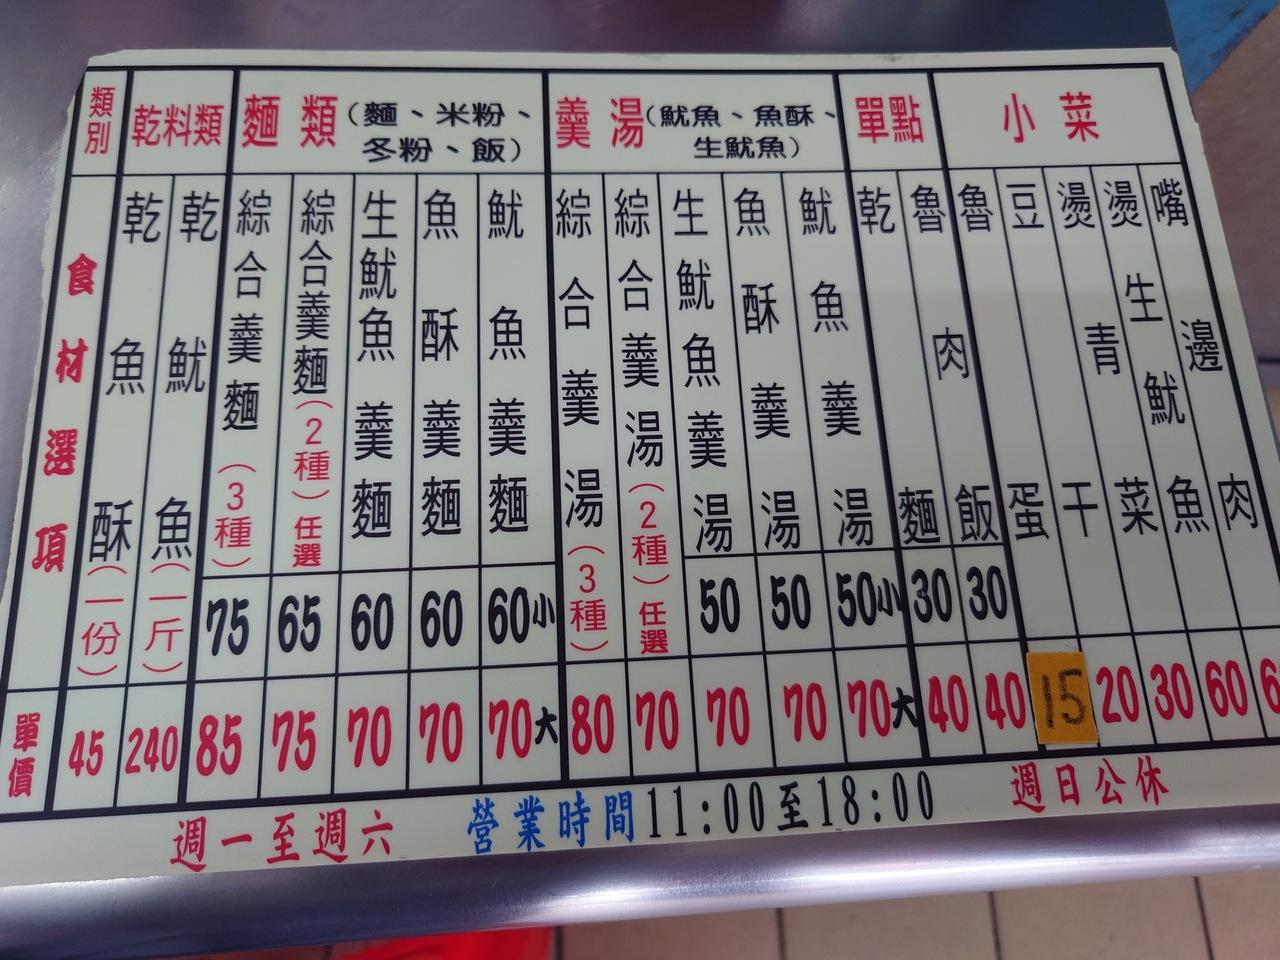 類別
乾料類
麵類(麵、米粉、
冬粉、飯)
羹湯(魷魚、魚酥、
生魷魚)
單點
小菜
食材選項
乾魚酥(一份)
乾魷魚(一斤)
綜合羹麵(3種)
綜合羹麵(2種)任選
生魷魚羹麵
魚酥羹麵
魷魚羹麵
綜合羹湯(3種)
綜合羹湯(2種)任選
生魷魚羹湯
魚酥羹湯
魷魚羹湯
乾麵
魯肉飯
魯蛋
豆干
燙青菜
燙生魷魚
嘴邊肉
75 65 60 60 60小 50 50 50小 30 30
單價 45 240 85 75 70 70 70大 80 70 70 70 70大 40 40 15 20 30 60
週一至週六 營業時間11:00至18:00 週日公休